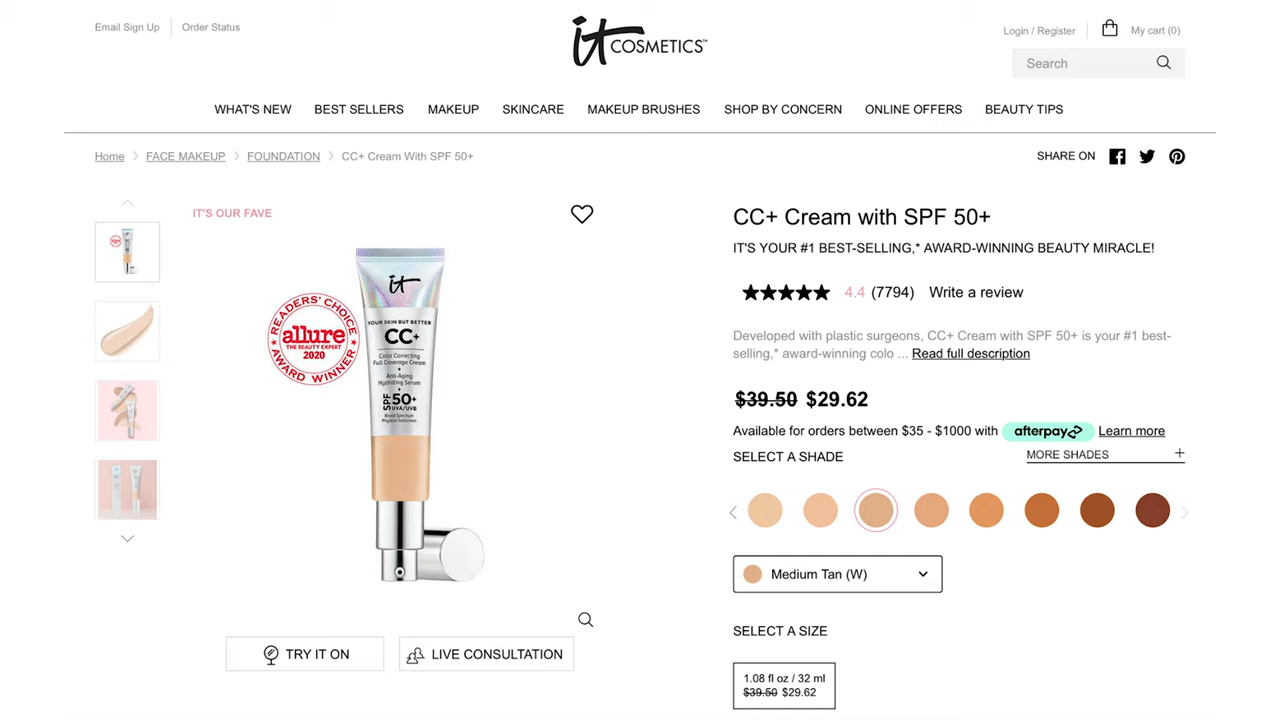 Email Sign Up
Order Status
it COSMETICS™
Login / Register
My cart (0)
Search
WHAT'S NEW
BEST SELLERS
MAKEUP
SKINCARE
MAKEUP BRUSHES
SHOP BY CONCERN
ONLINE OFFERS
BEAUTY TIPS
Home > FACE MAKEUP > FOUNDATION > CC+ Cream With SPF 50+
SHARE ON
IT'S OUR FAVE
READERS' CHOICE
allure
THE BEAUTY EXPERT
2020
AWARD WINNER
it
YOUR SKIN BUT BETTER
CC+
Color Correcting
Full Coverage Cream
+
Anti-Aging
Hydrating Serum
+
SPF 50+
UVA/UVB
Broad Spectrum
Physical Sunscreen
TRY IT ON
LIVE CONSULTATION
CC+ Cream with SPF 50+
IT'S YOUR #1 BEST-SELLING,* AWARD-WINNING BEAUTY MIRACLE!
4.4 (7794) Write a review
Developed with plastic surgeons, CC+ Cream with SPF 50+ is your #1 best-
selling,* award-winning colo ... Read full description
$39.50 $29.62
Available for orders between $35 - $1000 with afterpay Learn more
SELECT A SHADE
MORE SHADES +
Medium Tan (W)
SELECT A SIZE
1.08 fl oz / 32 ml
$39.50 $29.62